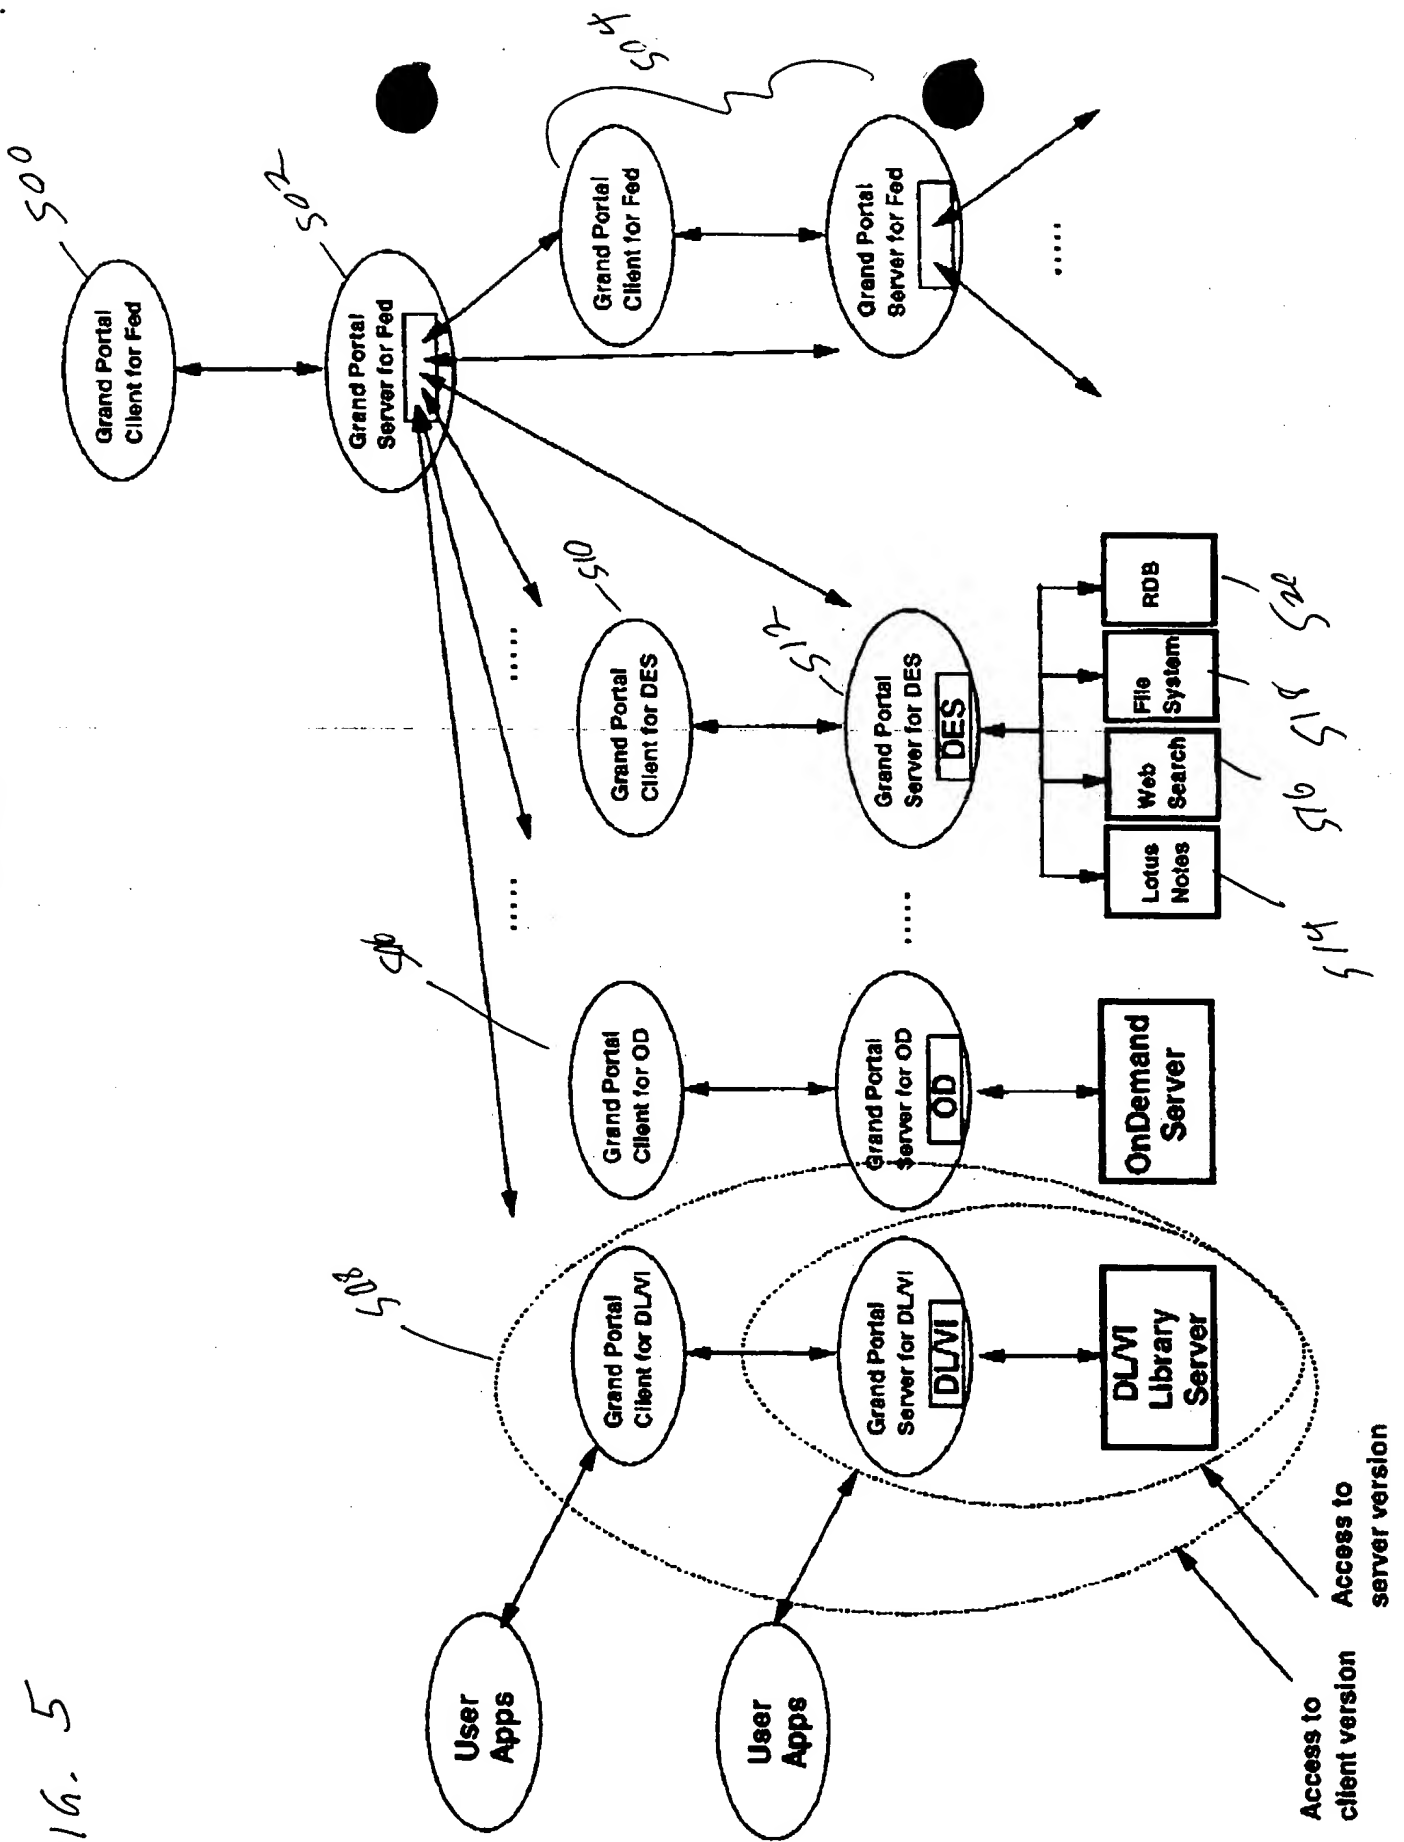 IG. 5
500
Grand Portal
Client for Fed
502
Grand Portal
Server for Fed
504
Grand Portal
Client for Fed
Grand Portal
Server for Fed
.....
.....
.....
508
User
Apps
Grand Portal
Client for DL/VI
506
Grand Portal
Client for OD
510
Grand Portal
Client for DES
User
Apps
Grand Portal
Server for DL/VI
DL/VI
Grand Portal
Server for OD
OD
.....
512
Grand Portal
Server for DES
DES
DL/VI
Library
Server
OnDemand
Server
Lotus
Notes
Web
Search
File
System
RDB
514
516
518
520
Access to
client version
Access to
server version